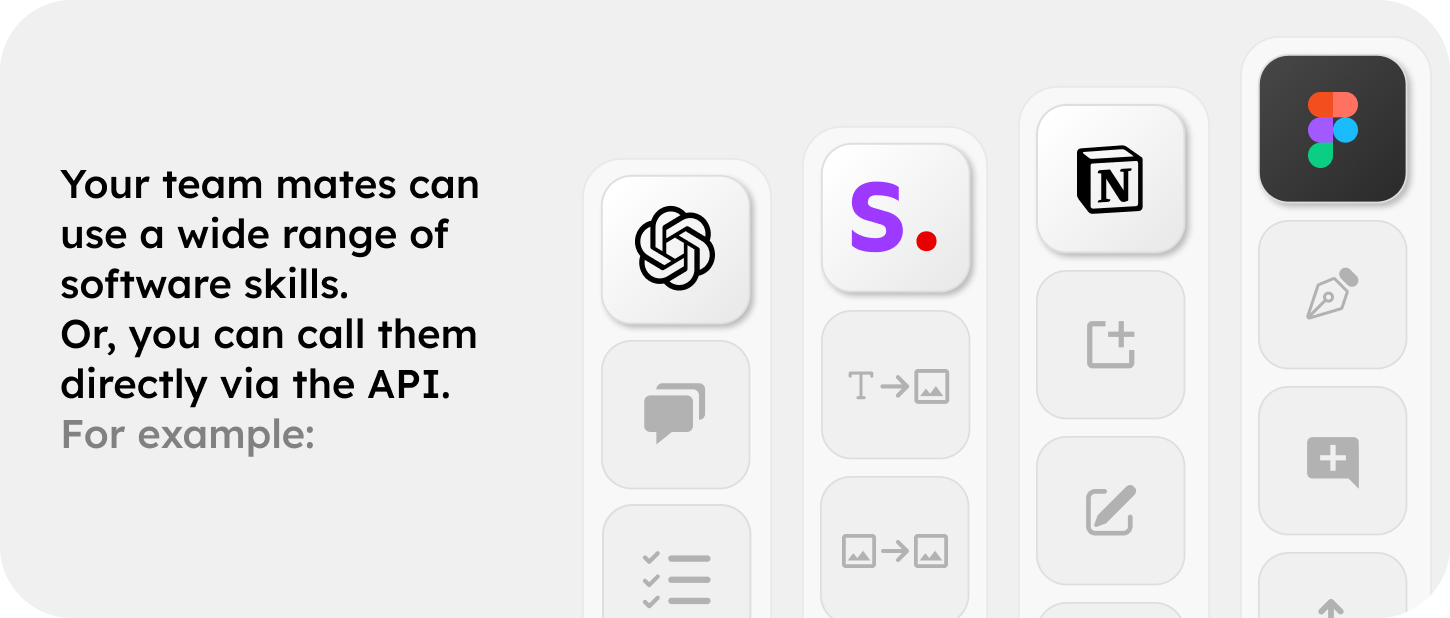 Your team mates can
use a wide range of
software skills.
Or, you can call them
directly via the API.
For example:
S.
N
T